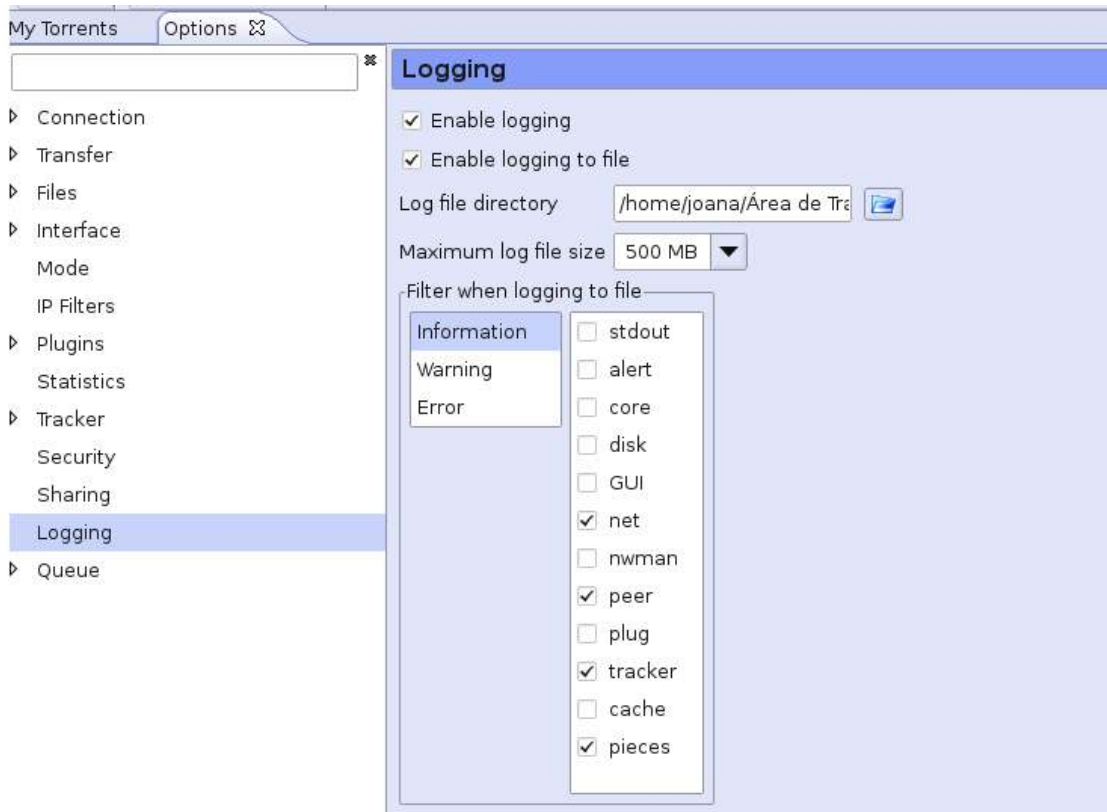 My Torrents
Options
Logging
Connection
Transfer
Files
Interface
Mode
IP Filters
Plugins
Statistics
Tracker
Security
Sharing
Logging
Queue
Enable logging
Enable logging to file
Log file directory /home/joana/Área de Tra
Maximum log file size 500 MB
Filter when logging to file
Information
Warning
Error
stdout
alert
core
disk
GUI
net
nwman
peer
plug
tracker
cache
pieces